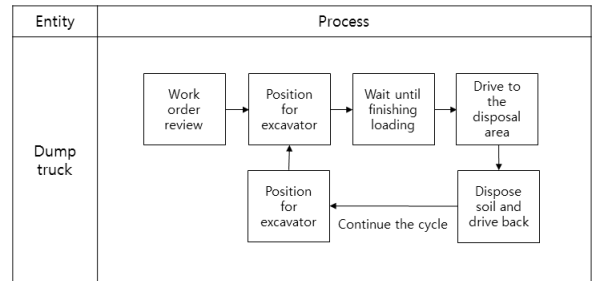 Entity
Process
Dump
truck
Work
order
review
Position
for
excavator
Wait until
finishing
loading
Drive to
the
disposal
area
Position
for
excavator
Continue the cycle
Dispose
soil and
drive back